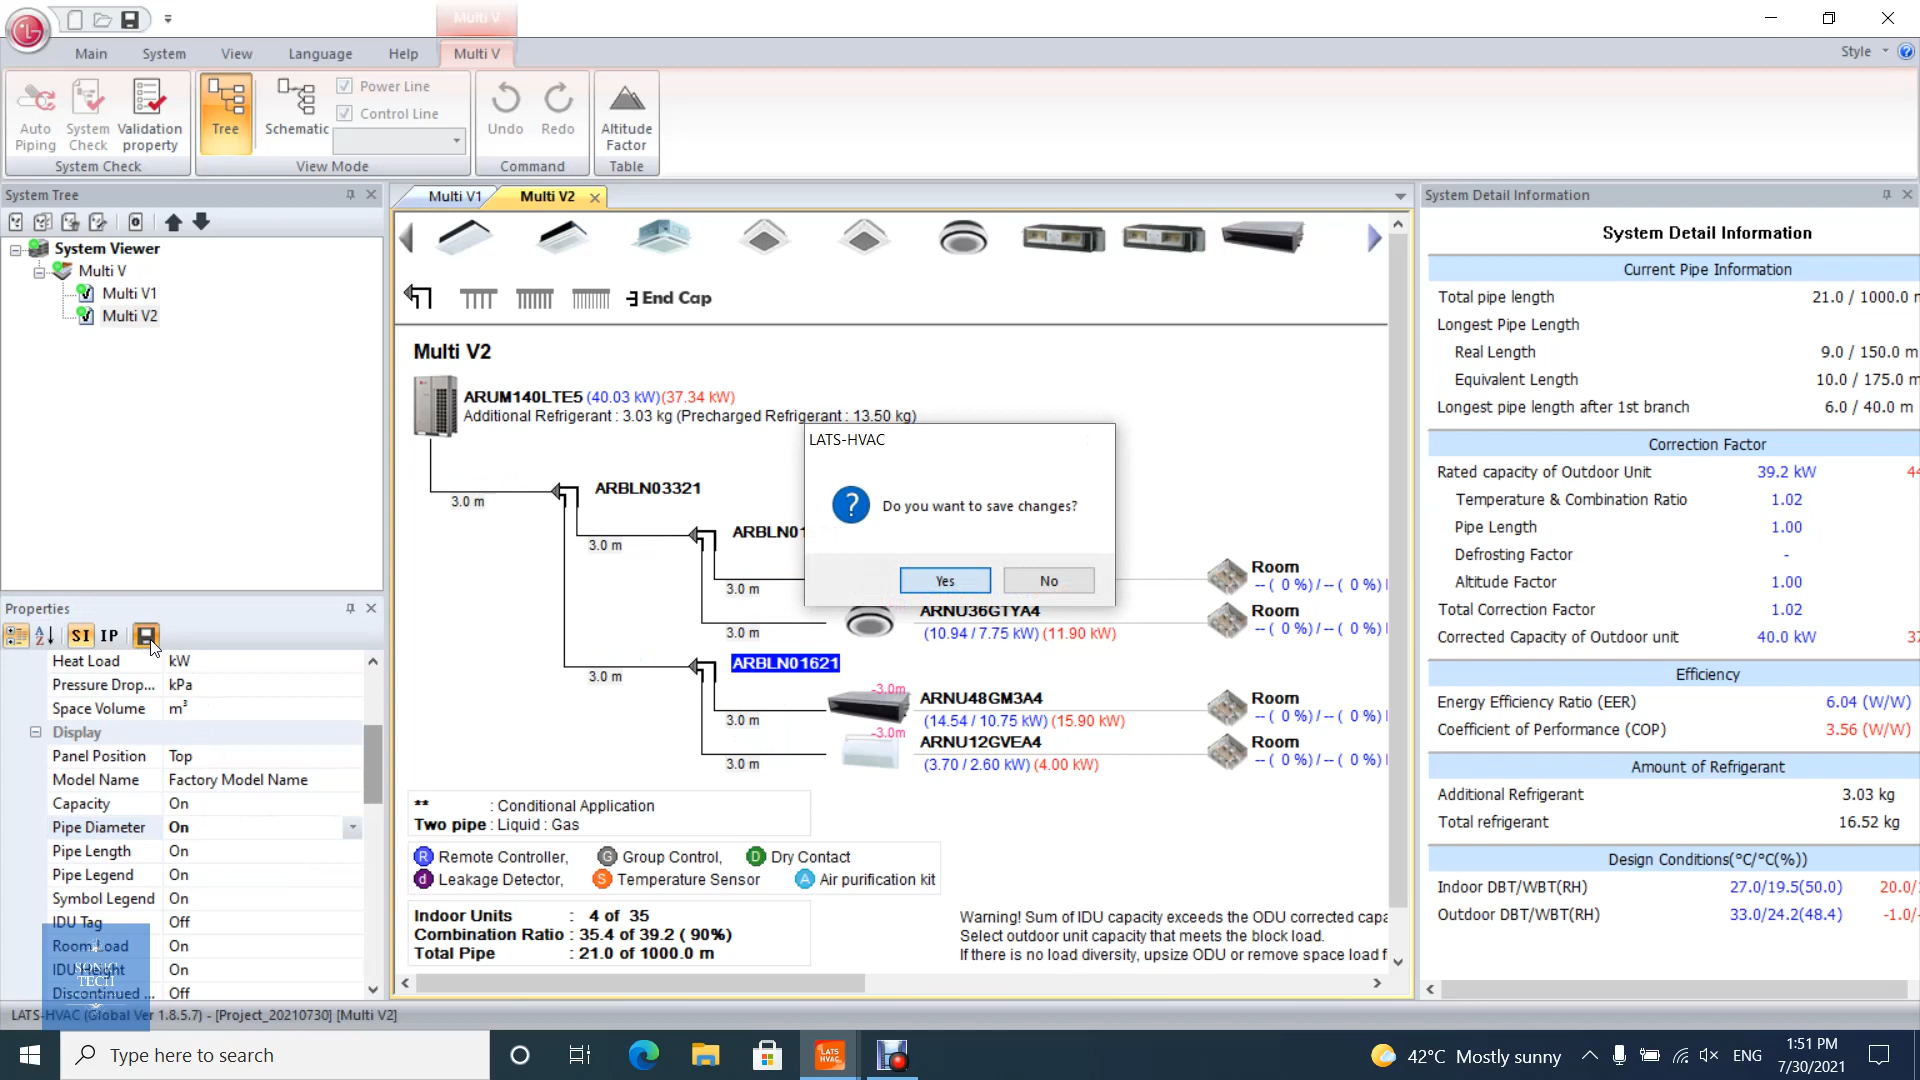 Multi V
Main System View Language Help Multi V Style
Auto Piping
System Check
Validation property
System Check
Tree
Schematic
Power Line
Control Line
View Mode
Undo
Redo
Command
Altitude Factor
Table
System Tree
System Viewer
Multi V
Multi V1
Multi V2
Multi V1 Multi V2
End Cap
Multi V2
ARUM140LTE5 (40.03 kW)(37.34 kW)
Additional Refrigerant : 3.03 kg (Precharged Refrigerant : 13.50 kg)
3.0 m
ARBLN03321
3.0 m
ARBLN01
3.0 m
Room
-- ( 0 %) / -- ( 0 %)
3.0 m
ARNU36GTYA4
(10.94 / 7.75 kW) (11.90 kW)
Room
-- ( 0 %) / -- ( 0 %)
3.0 m
ARBLN01621
3.0 m
-3.0m
ARNU48GM3A4
(14.54 / 10.75 kW) (15.90 kW)
Room
-- ( 0 %) / -- ( 0 %)
3.0 m
-3.0m
ARNU12GVEA4
(3.70 / 2.60 kW) (4.00 kW)
Room
-- ( 0 %) / -- ( 0 %)
** : Conditional Application
Two pipe : Liquid : Gas
R Remote Controller, G Group Control, D Dry Contact
d Leakage Detector, S Temperature Sensor A Air purification kit
Indoor Units : 4 of 35
Combination Ratio : 35.4 of 39.2 ( 90%)
Total Pipe : 21.0 of 1000.0 m
Warning! Sum of IDU capacity exceeds the ODU corrected capa
Select outdoor unit capacity that meets the block load.
If there is no load diversity, upsize ODU or remove space load f
LATS-HVAC
Do you want to save changes?
Yes No
Properties
SI IP
Heat Load kW
Pressure Drop... kPa
Space Volume m³
Display
Panel Position Top
Model Name Factory Model Name
Capacity On
Pipe Diameter On
Pipe Length On
Pipe Legend On
Symbol Legend On
IDU Tag Off
Room Load On
IDU Height On
Discontinued ... Off
SONIC
TECH
System Detail Information
System Detail Information
Current Pipe Information
Total pipe length 21.0 / 1000.0 m
Longest Pipe Length
Real Length 9.0 / 150.0 m
Equivalent Length 10.0 / 175.0 m
Longest pipe length after 1st branch 6.0 / 40.0 m
Correction Factor
Rated capacity of Outdoor Unit 39.2 kW 44
Temperature & Combination Ratio 1.02
Pipe Length 1.00
Defrosting Factor -
Altitude Factor 1.00
Total Correction Factor 1.02
Corrected Capacity of Outdoor unit 40.0 kW 37
Efficiency
Energy Efficiency Ratio (EER) 6.04 (W/W)
Coefficient of Performance (COP) 3.56 (W/W)
Amount of Refrigerant
Additional Refrigerant 3.03 kg
Total refrigerant 16.52 kg
Design Conditions(°C/°C(%))
Indoor DBT/WBT(RH) 27.0/19.5(50.0) 20.0/
Outdoor DBT/WBT(RH) 33.0/24.2(48.4) -1.0/
LATS-HVAC (Global Ver 1.8.5.7) - [Project_20210730] [Multi V2]
Type here to search
LATS HVAC
42°C Mostly sunny
ENG
1:51 PM
7/30/2021